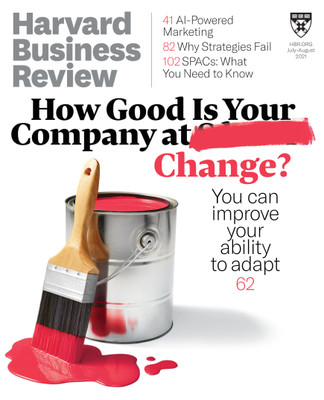 Harvard
Business
Review
41 AI-Powered
Marketing
82 Why Strategies Fail
102 SPACs: What
You Need to Know
HBR.ORG
July–August
2021
How Good Is Your
Company at
Change?
You can
improve
your
ability
to adapt
62